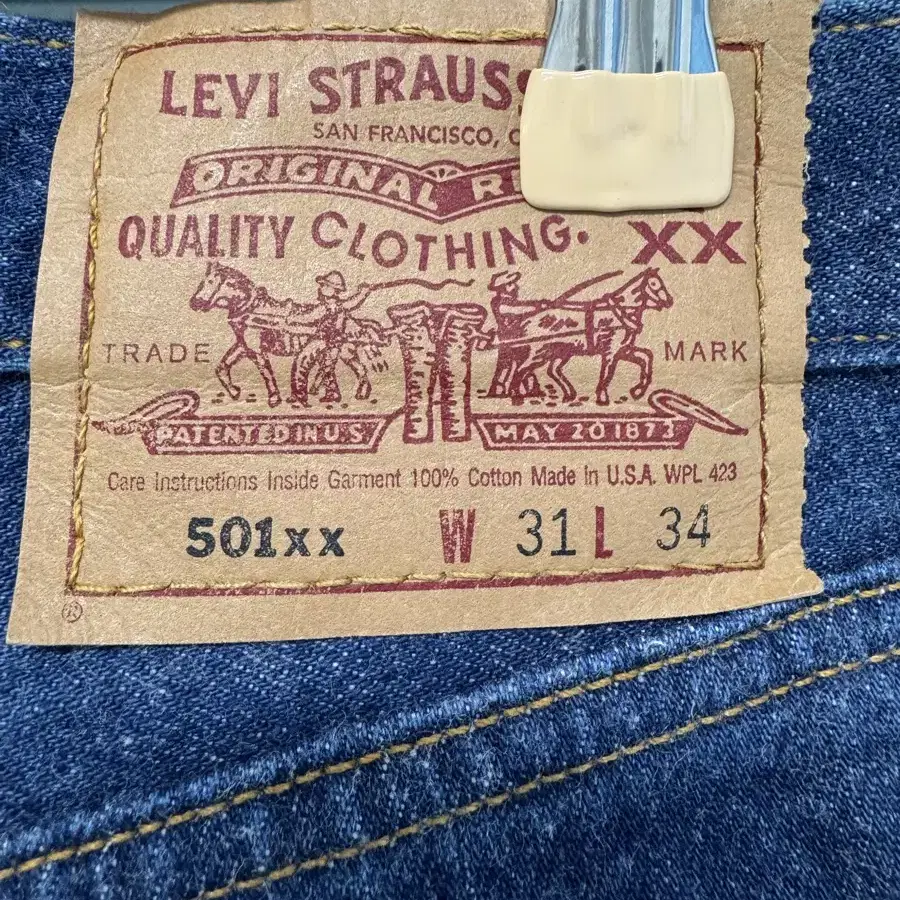 LEVI STRAUSS
SAN FRANCISCO,
ORIGINAL
QUALITY CLOTHING. XX
TRADE MARK
PATENTED IN U.S. MAY 20 1873
Care Instructions Inside Garment 100% Cotton Made in U.S.A. WPL 423
501xx W 31 L 34
®